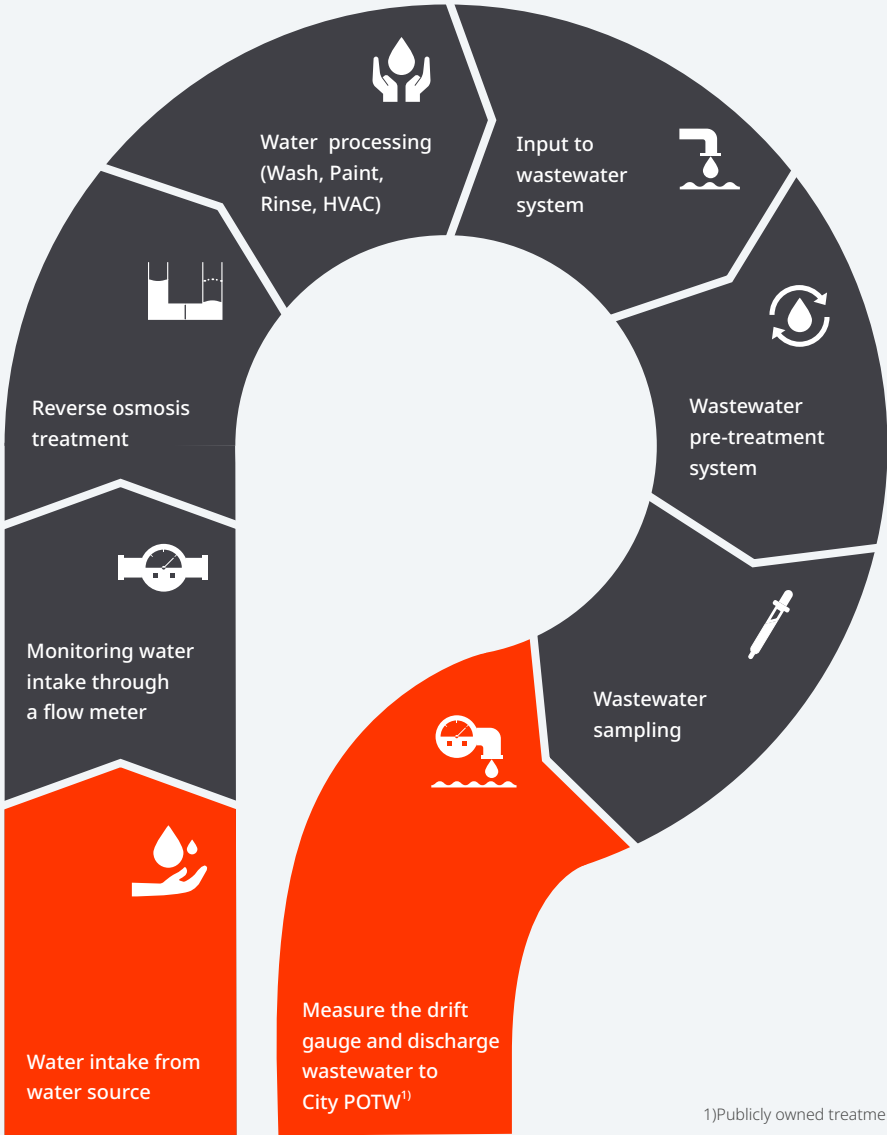 Water intake from
water source
Monitoring water
intake through
a flow meter
Reverse osmosis
treatment
Water processing
(Wash, Paint,
Rinse, HVAC)
Input to
wastewater
system
Wastewater
pre-treatment
system
Wastewater
sampling
Measure the drift
gauge and discharge
wastewater to
City POTW1)
1)Publicly owned treatme